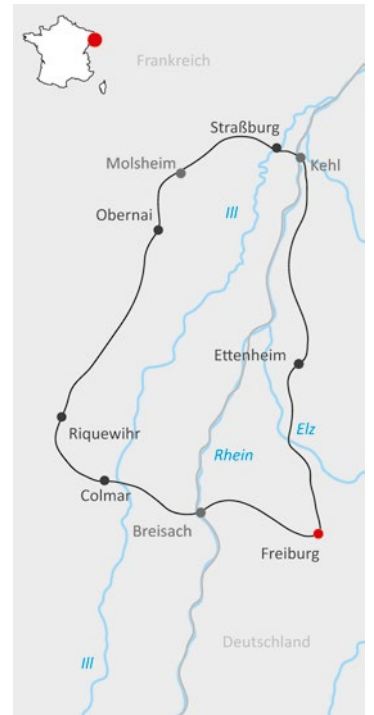 Frankreich
Straßburg
Molsheim
Kehl
Obernai
Ill
Ettenheim
Riquewihr
Elz
Rhein
Colmar
Breisach
Freiburg
Deutschland
Ill